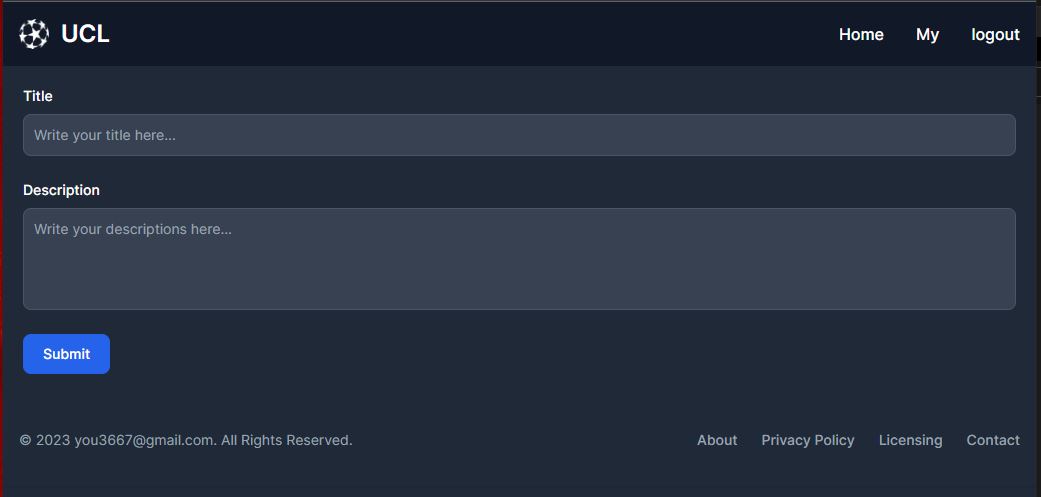 UCL
Home My logout
Title
Write your title here...
Description
Write your descriptions here...
Submit
© 2023 you3667@gmail.com. All Rights Reserved.
About Privacy Policy Licensing Contact